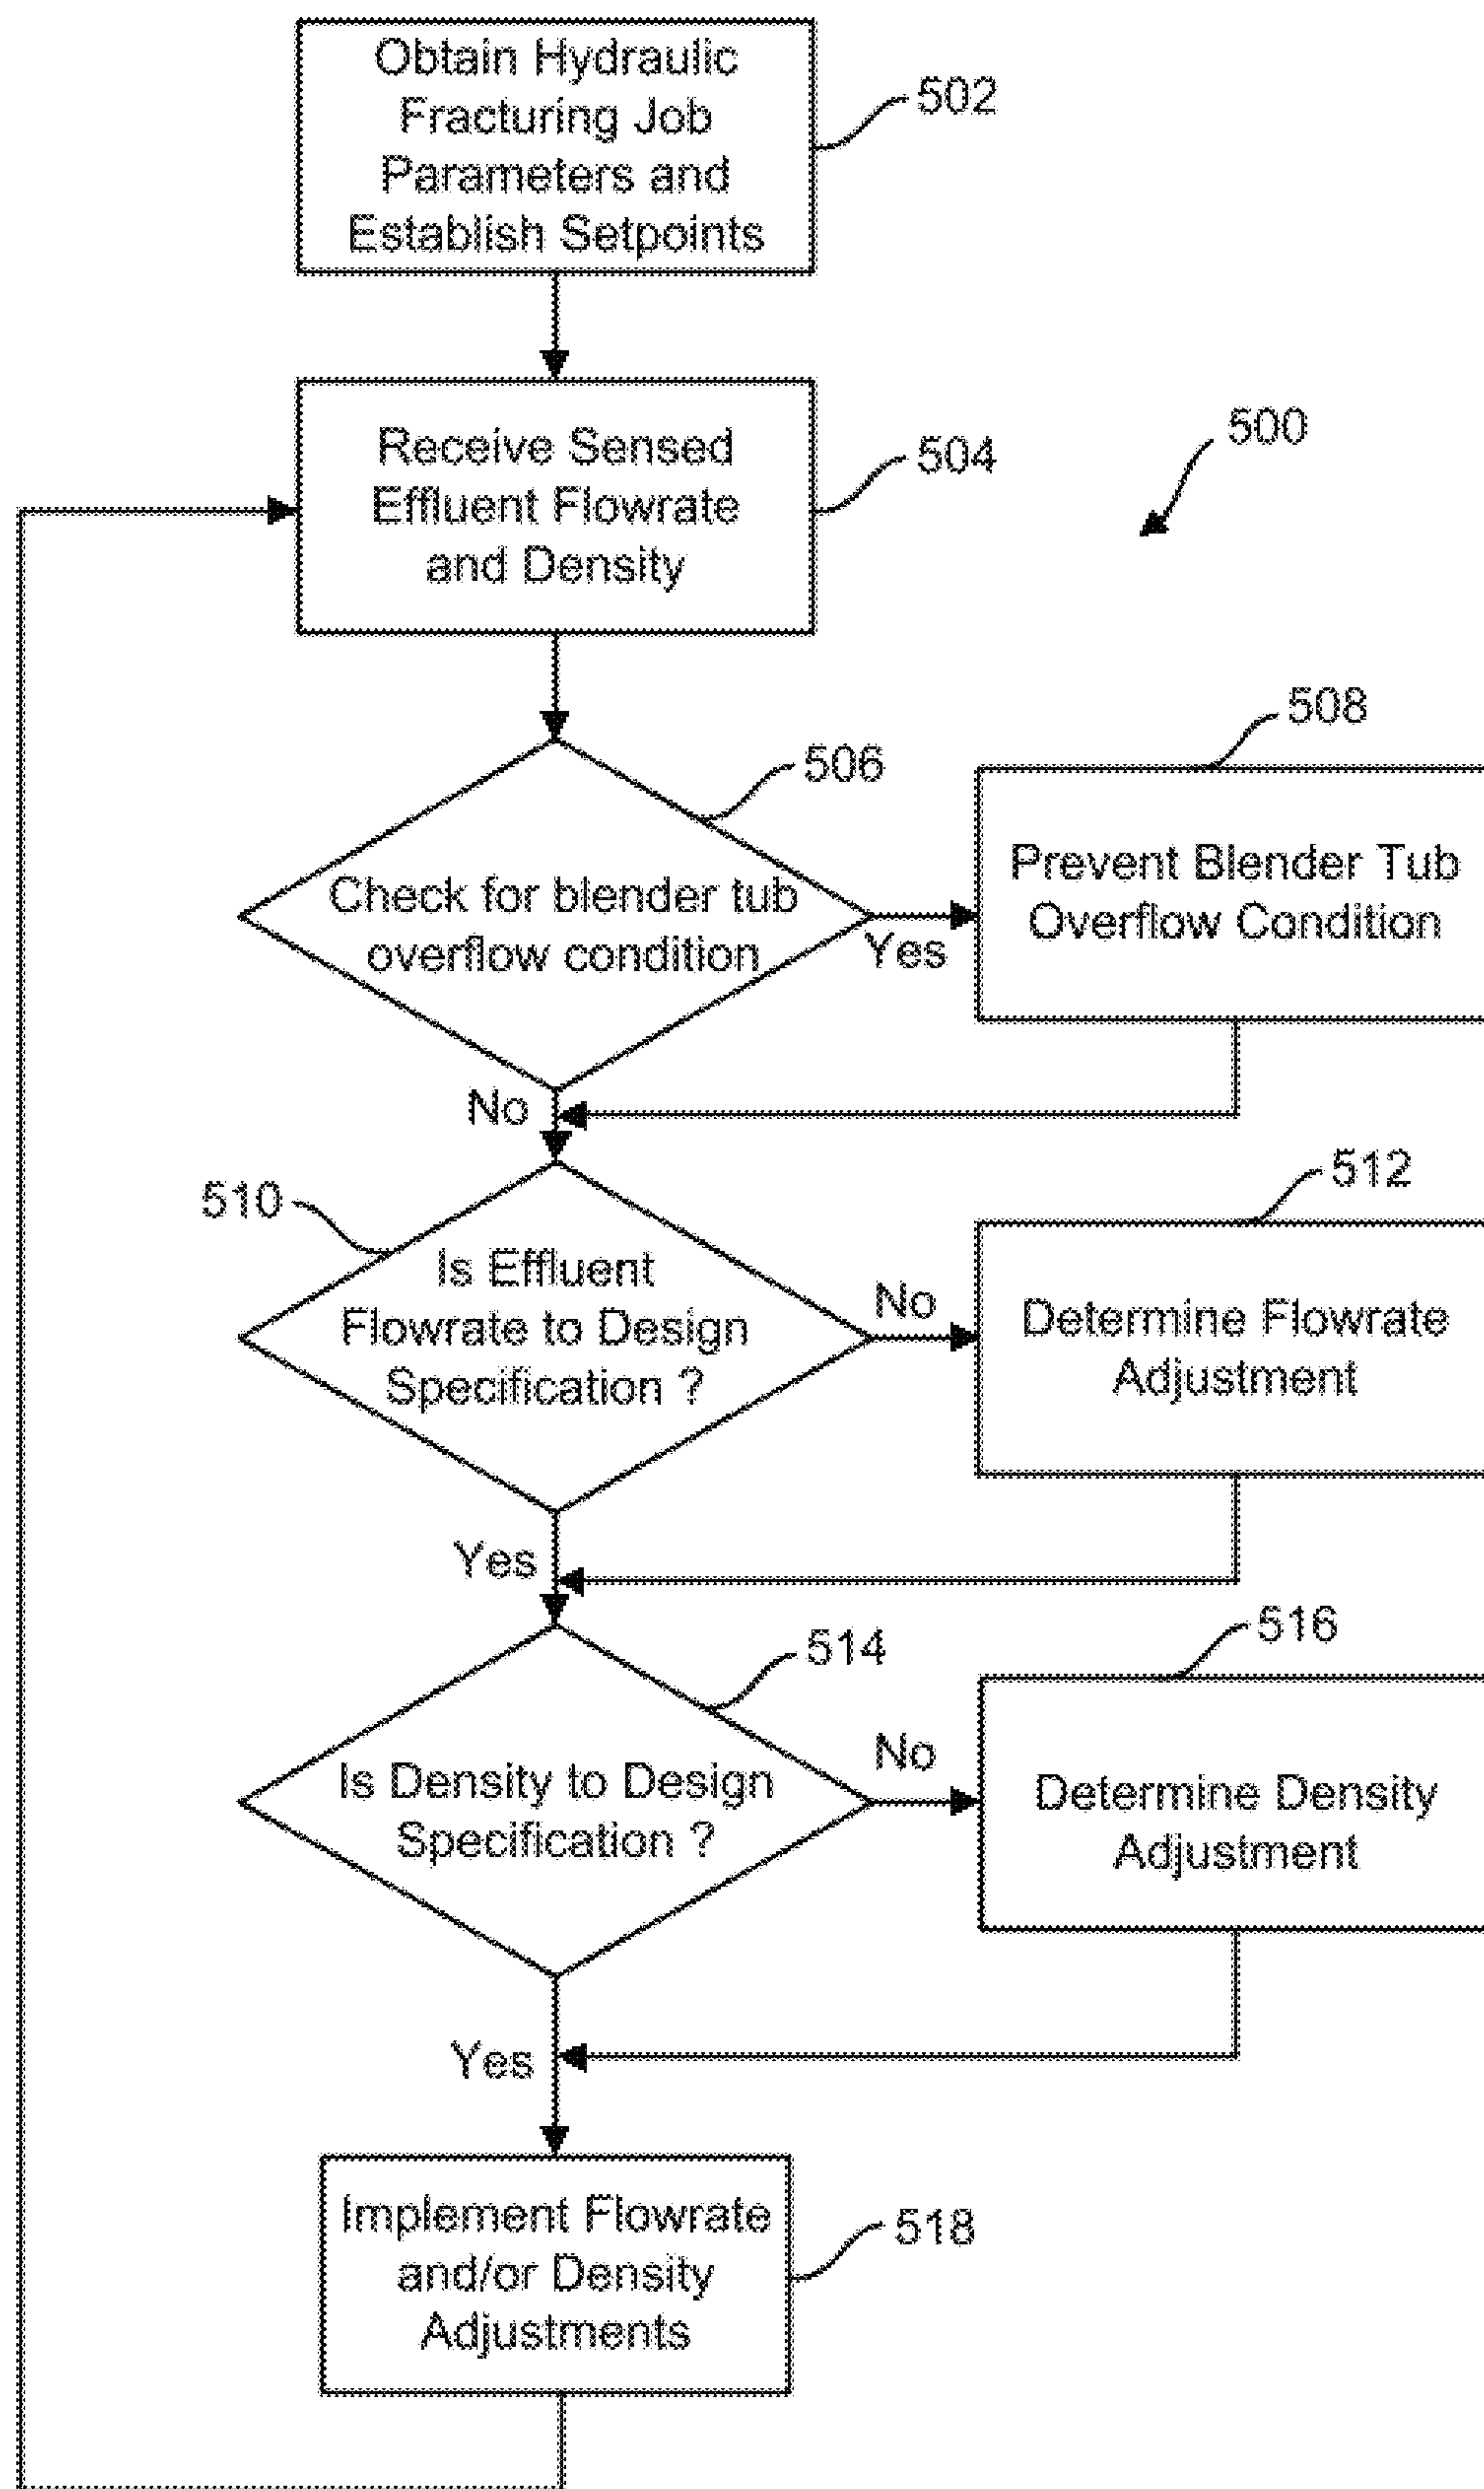 Obtain Hydraulic
Fracturing Job
Parameters and
Establish Setpoints
502
Receive Sensed
Effluent Flowrate
and Density
504
500
Check for blender tub
overflow condition
506
Yes
Prevent Blender Tub
Overflow Condition
508
No
510
Is Effluent
Flowrate to Design
Specification ?
No
Determine Flowrate
Adjustment
512
Yes
Is Density to Design
Specification ?
514
No
Determine Density
Adjustment
516
Yes
Implement Flowrate
and/or Density
Adjustments
518